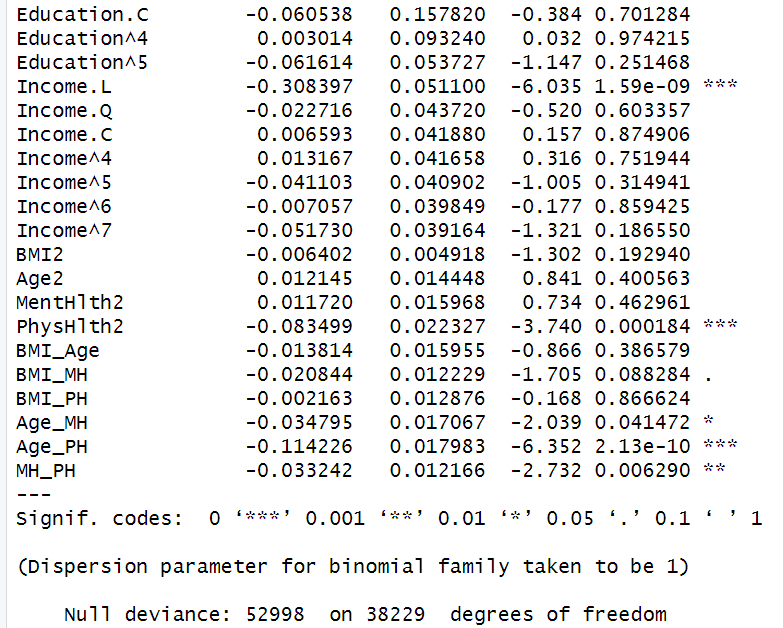 Education.C        -0.060538   0.157820  -0.384 0.701284
Education^4         0.003014   0.093240   0.032 0.974215
Education^5        -0.061614   0.053727  -1.147 0.251468
Income.L           -0.308397   0.051100  -6.035 1.59e-09 ***
Income.Q           -0.022716   0.043720  -0.520 0.603357
Income.C            0.006593   0.041880   0.157 0.874906
Income^4            0.013167   0.041658   0.316 0.751944
Income^5           -0.041103   0.040902  -1.005 0.314941
Income^6           -0.007057   0.039849  -0.177 0.859425
Income^7           -0.051730   0.039164  -1.321 0.186550
BMI2               -0.006402   0.004918  -1.302 0.192940
Age2                0.012145   0.014448   0.841 0.400563
MentHlth2           0.011720   0.015968   0.734 0.462961
PhysHlth2          -0.083499   0.022327  -3.740 0.000184 ***
BMI_Age            -0.013814   0.015955  -0.866 0.386579
BMI_MH             -0.020844   0.012229  -1.705 0.088284 .
BMI_PH             -0.002163   0.012876  -0.168 0.866624
Age_MH             -0.034795   0.017067  -2.039 0.041472 *
Age_PH             -0.114226   0.017983  -6.352 2.13e-10 ***
MH_PH              -0.033242   0.012166  -2.732 0.006290 **
---
Signif. codes:  0 ‘***’ 0.001 ‘**’ 0.01 ‘*’ 0.05 ‘.’ 0.1 ‘ ’ 1
(Dispersion parameter for binomial family taken to be 1)
    Null deviance: 52998  on 38229  degrees of freedom